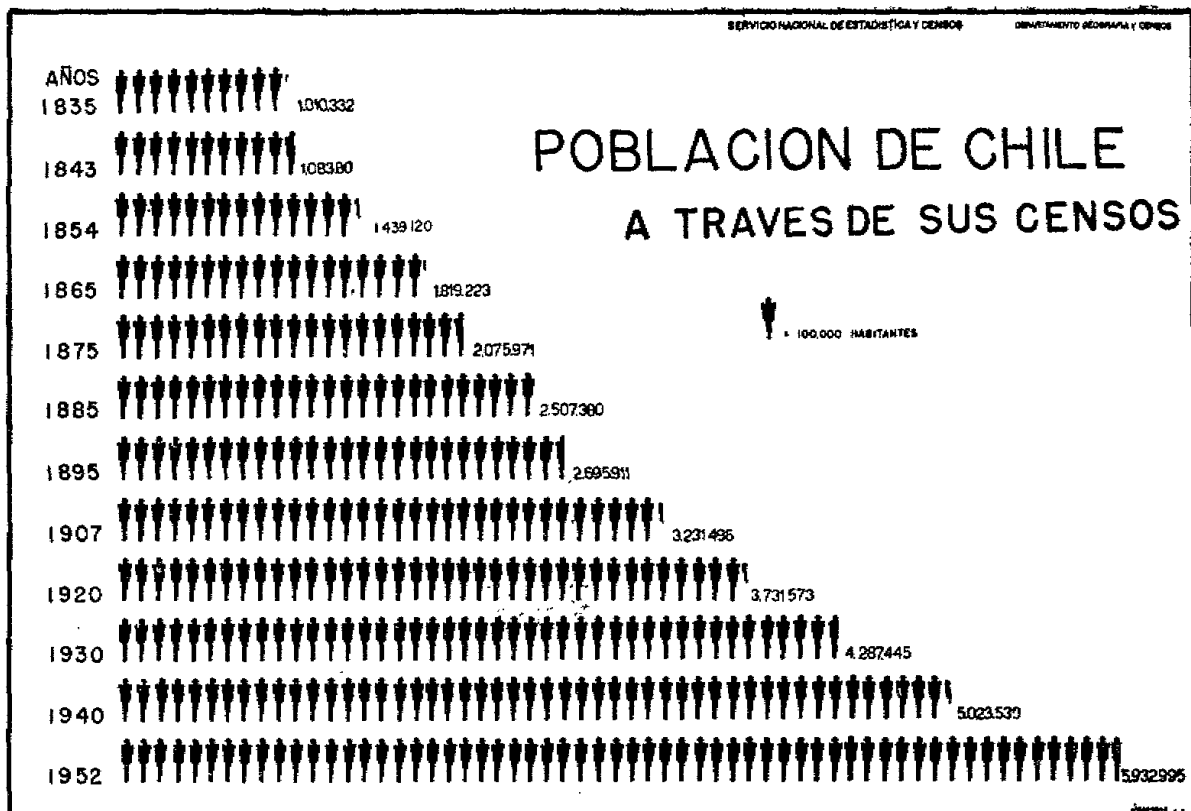 SERVICIO NACIONAL DE ESTADISTICA Y CENSOS
DEPARTAMENTO GEOGRAFIA Y CENSOS
POBLACION DE CHILE
A TRAVES DE SUS CENSOS
= 100,000 HABITANTES
AÑOS
1835 1.010.332
1843 1.083.80
1854 1 439 120
1865 1.819.223
1875 2.075.971
1885 2.507.380
1895 2.695.911
1907 3.231.496
1920 3.731 573
1930 4.287.445
1940 5.023.539
1952 5.932.995